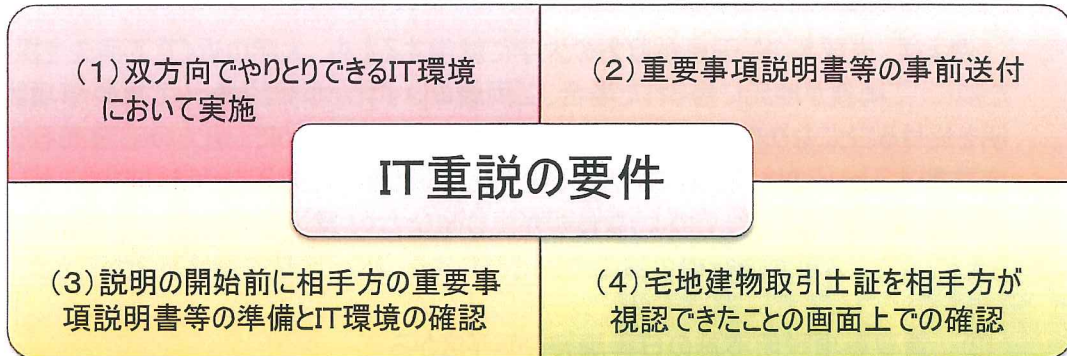 (1)双方向でやりとりできるIT環境
において実施
(2)重要事項説明書等の事前送付
IT重説の要件
(3)説明の開始前に相手方の重要事
項説明書等の準備とIT環境の確認
(4)宅地建物取引士証を相手方が
視認できたことの画面上での確認